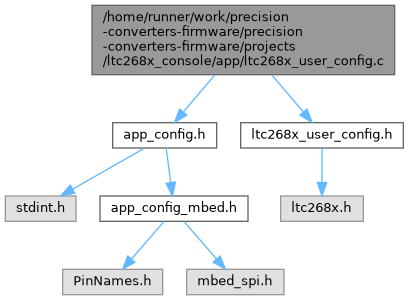 /home/runner/work/precision
-converters-firmware/precision
-converters-firmware/projects
/ltc268x_console/app/ltc268x_user_config.c
app_config.h
ltc268x_user_config.h
stdint.h
app_config_mbed.h
ltc268x.h
PinNames.h
mbed_spi.h